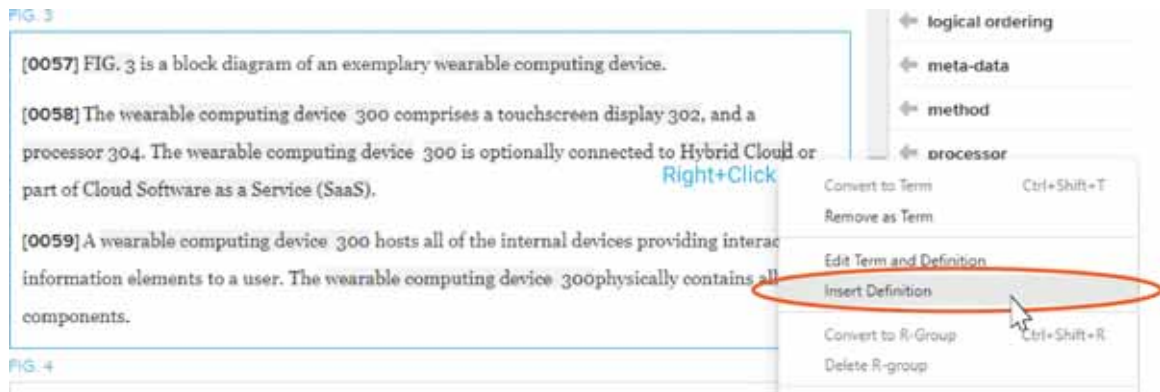 FIG. 3
[0057] FIG. 3 is a block diagram of an exemplary wearable computing device.
[0058] The wearable computing device 300 comprises a touchscreen display 302, and a
processor 304. The wearable computing device 300 is optionally connected to Hybrid Cloud or
part of Cloud Software as a Service (SaaS).
[0059] A wearable computing device 300 hosts all of the internal devices providing interac
information elements to a user. The wearable computing device 300physically contains all
components.
FIG. 4
logical ordering
meta-data
method
processor
Right+Click
Convert to Term Ctrl+Shift+T
Remove as Term
Edit Term and Definition
Insert Definition
Convert to R-Group Ctrl+Shift+R
Delete R-group